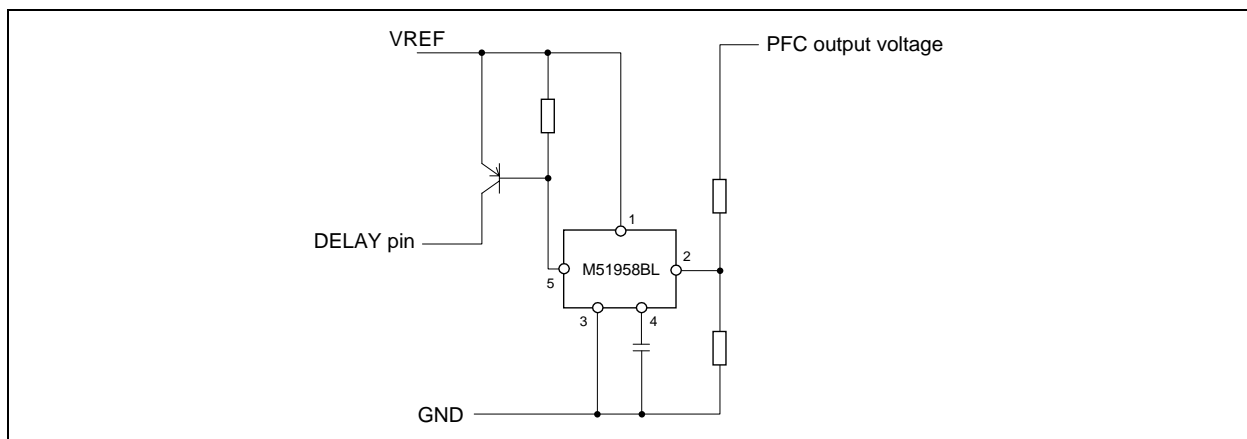 VREF
PFC output voltage
DELAY pin
1
M51958BL
2
5
3
4
GND